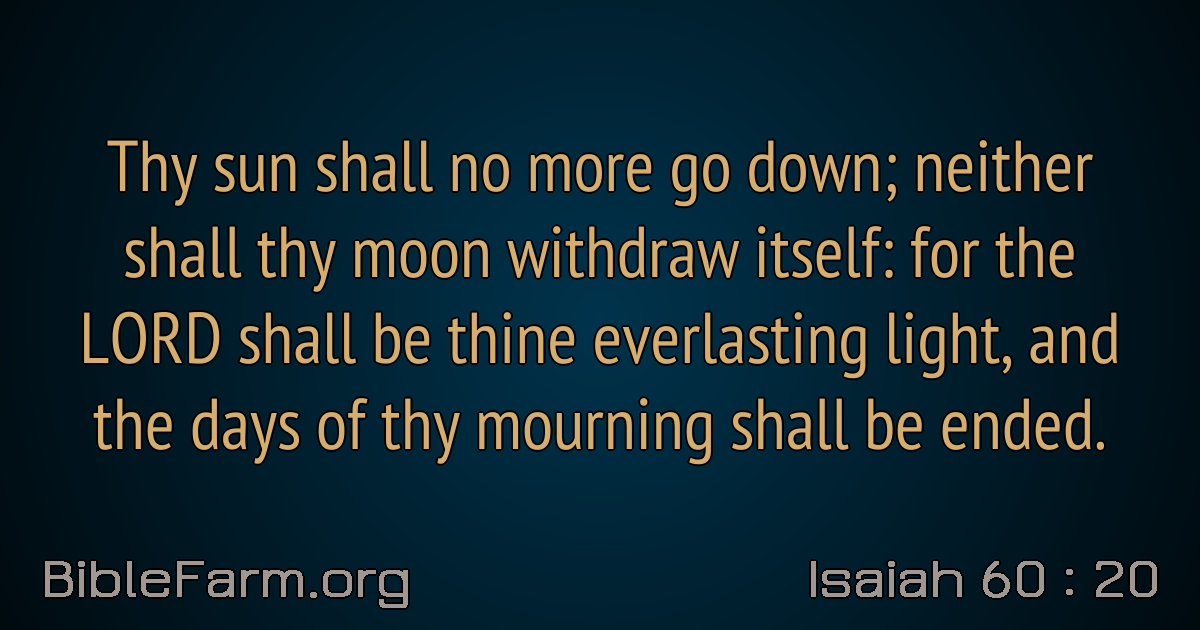 Thy sun shall no more go down; neither
shall thy moon withdraw itself: for the
LORD shall be thine everlasting light, and
the days of thy mourning shall be ended.
BibleFarm.org
Isaiah 60 : 20